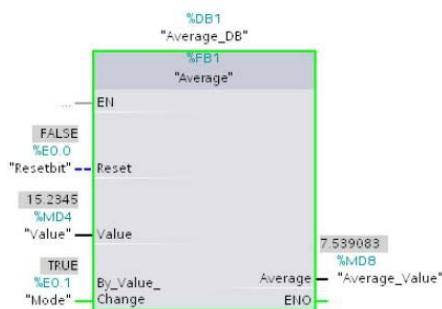 %DB1
"Average_DB"
%FB1
"Average"
... EN
FALSE
%E0.0
"Resetbit" Reset
15.2345
%MD4
"Value" Value
7.539083
TRUE
%MD8
%E0.1
By_Value_
Average "Average_Value"
"Mode" Change
ENO